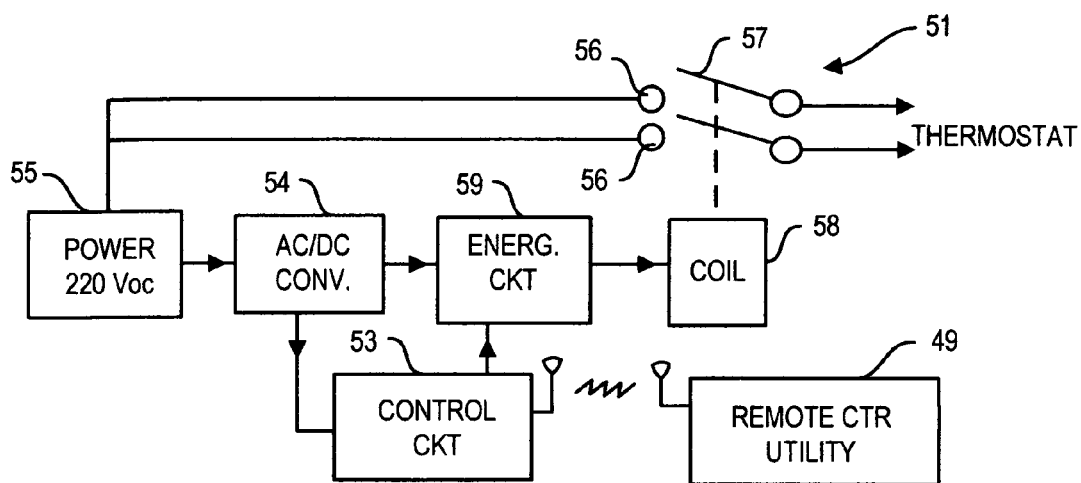 57
51
56
THERMOSTAT
56
55
54
59
58
POWER
220 Voc
AC/DC
CONV.
ENERG.
CKT
COIL
53
49
CONTROL
CKT
REMOTE CTR
UTILITY